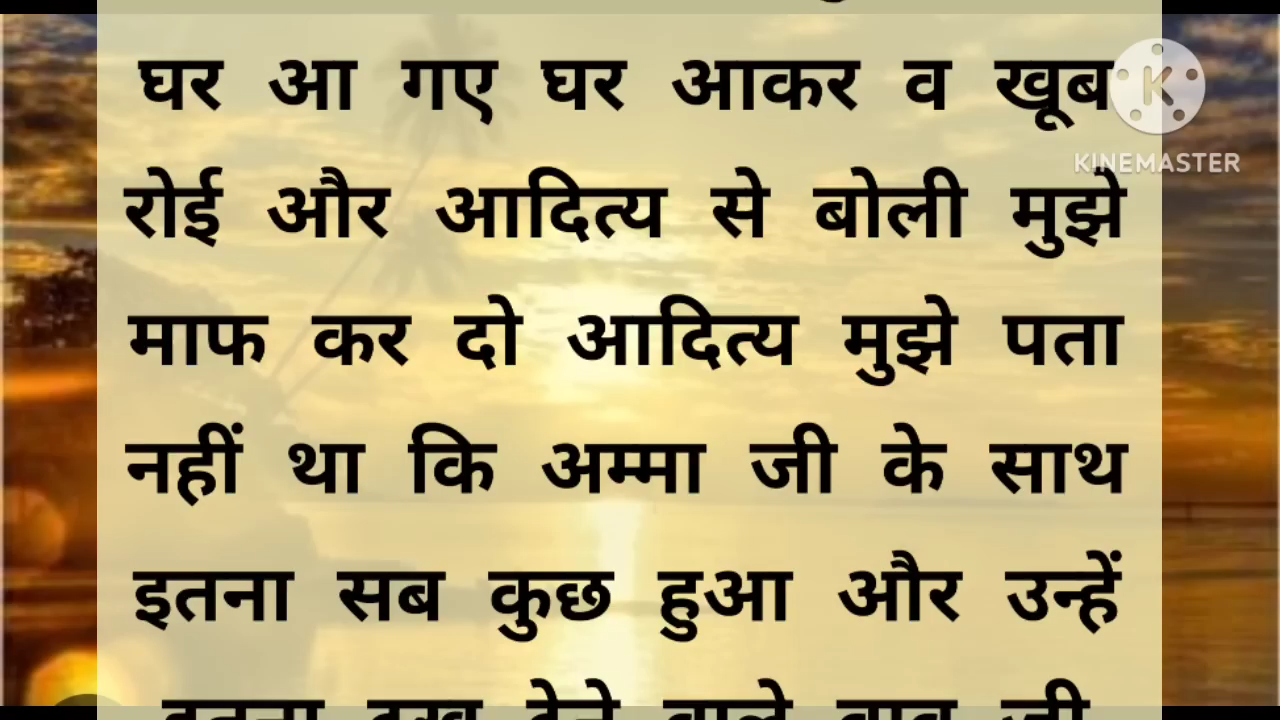 घर आ गए घर आकर व खूब
रोई और आदित्य से बोली मुझे
माफ कर दो आदित्य मुझे पता
नहीं था कि अम्मा जी के साथ
इतना सब कुछ हुआ और उन्हें
KINEMASTER